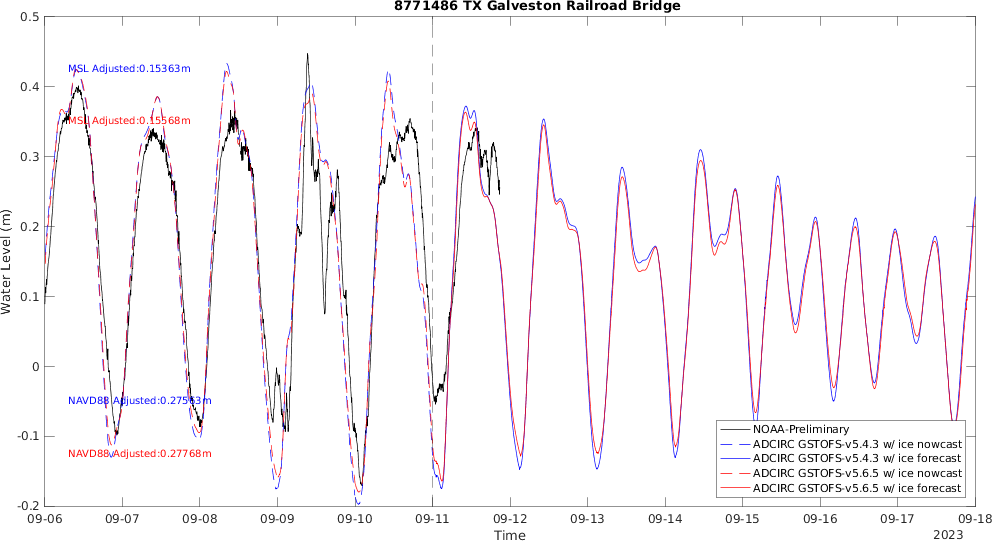 8771486 TX Galveston Railroad Bridge
0.5
0.4
0.3
0.2
0.1
0
-0.1
-0.2
Water Level (m)
MSL Adjusted:0.15363m
MSL Adjusted:0.15568m
NAVD88 Adjusted:0.27563m
NAVD88 Adjusted:0.27768m
NOAA-Preliminary
ADCIRC GSTOFS-v5.4.3 w/ ice nowcast
ADCIRC GSTOFS-v5.4.3 w/ ice forecast
ADCIRC GSTOFS-v5.6.5 w/ ice nowcast
ADCIRC GSTOFS-v5.6.5 w/ ice forecast
09-06 09-07 09-08 09-09 09-10 09-11 09-12 09-13 09-14 09-15 09-16 09-17 09-18
Time
2023